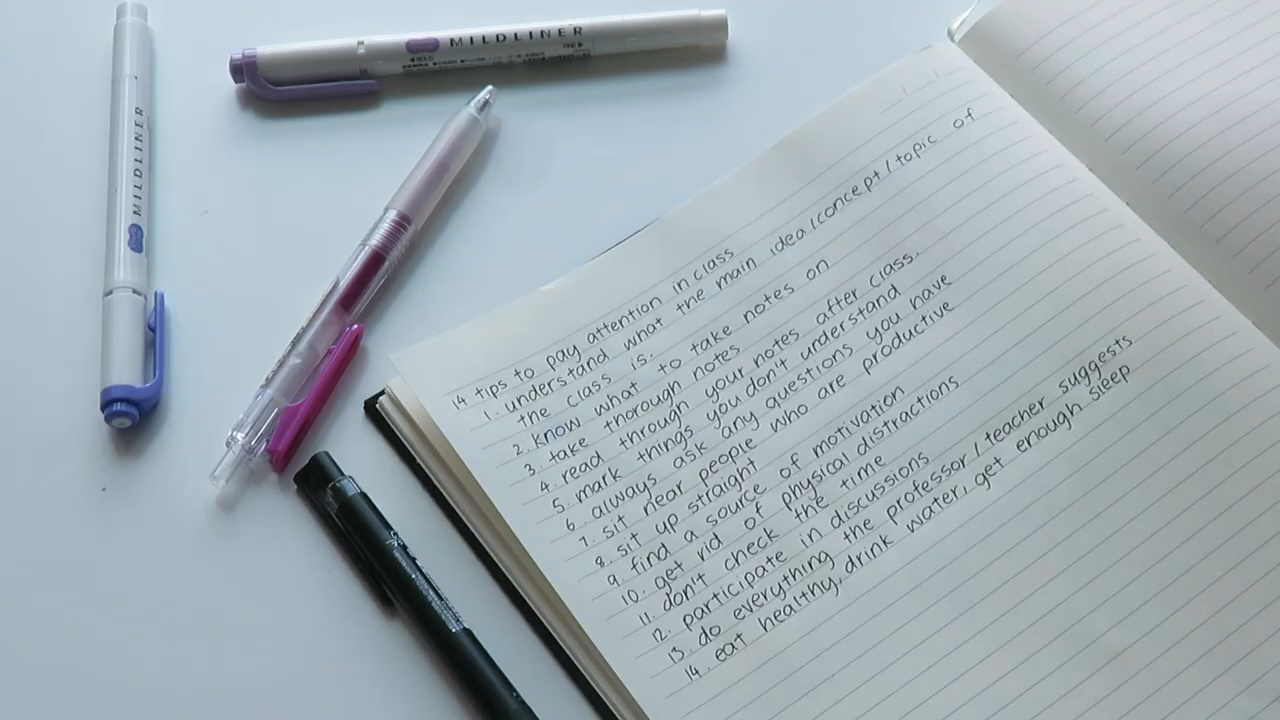 MILDLINER
BOLD
FINE
MILDLINER
14 tips to pay attention in class
1. understand what the main idea/concept/topic of
the class is.
2. know what to take notes on
3. take thorough notes
4. read through your notes after class.
5. mark things you don't understand
6. always ask any questions you have
7. sit near people who are productive
8. sit up straight
9. find a source of motivation
10. get rid of physical distractions
11. don't check the time
12. participate in discussions
13. do everything the professor/teacher suggests
14. eat healthy, drink water, get enough sleep